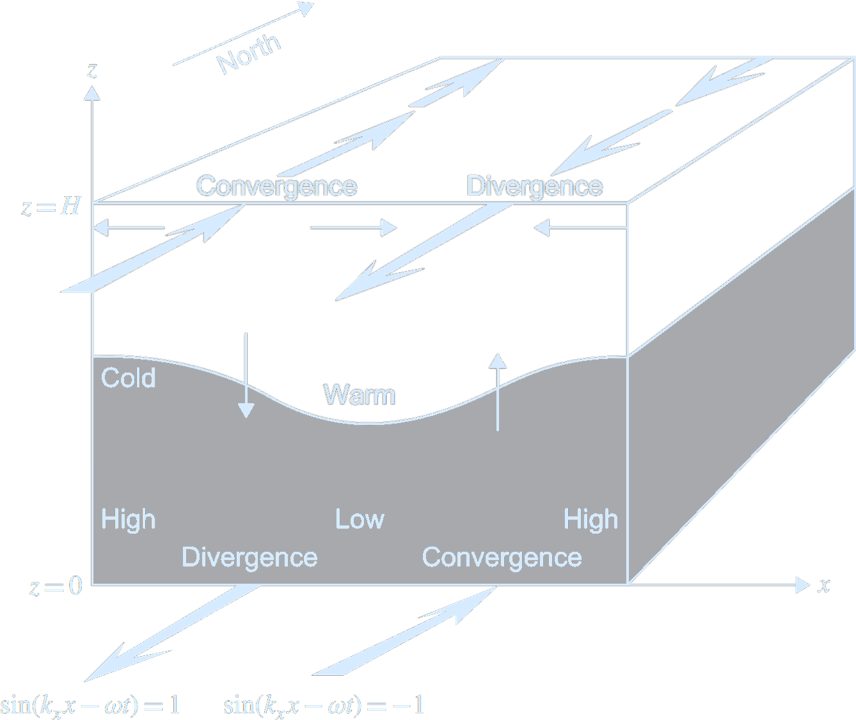 North
z
Convergence Divergence
z = H
Cold
Warm
High Low High
Divergence Convergence
z = 0
x
sin(kₓx − ωt) = 1 sin(kₓx − ωt) = −1